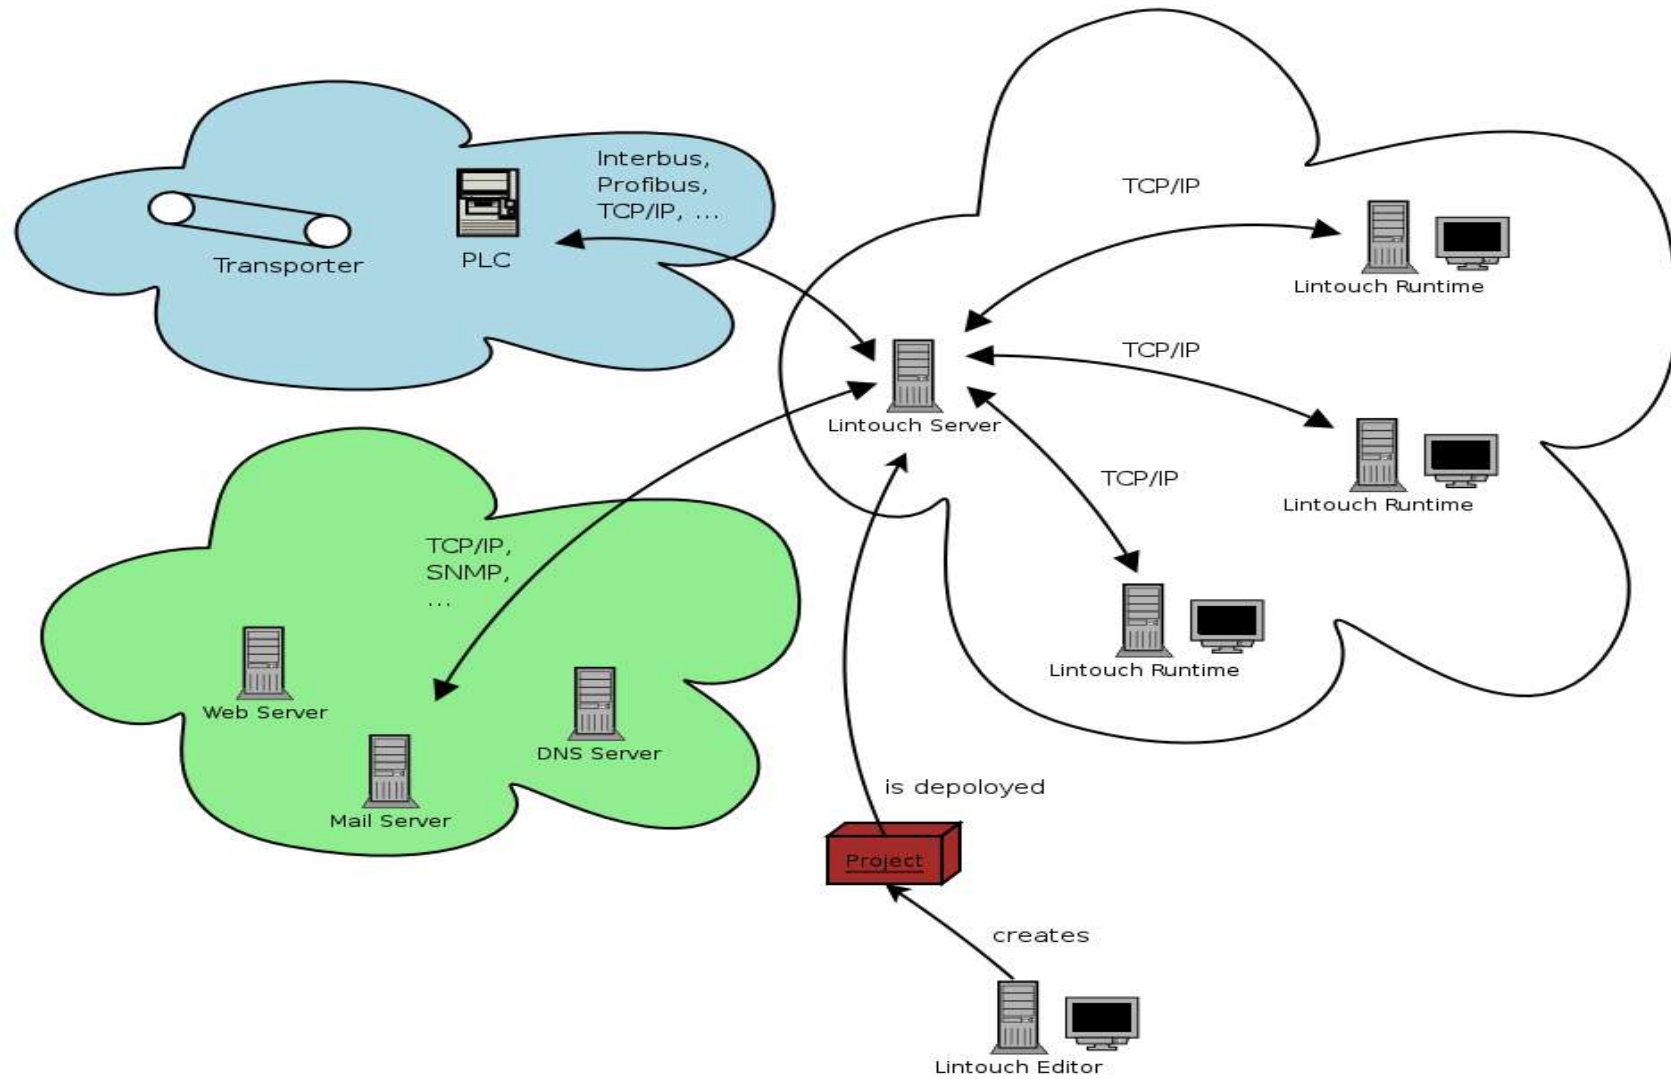 Interbus,
Profibus,
TCP/IP, ...
Transporter
PLC
TCP/IP
Lintouch Runtime
TCP/IP
Lintouch Server
TCP/IP
Lintouch Runtime
TCP/IP,
SNMP,
...
Lintouch Runtime
Web Server
DNS Server
Mail Server
is depoloyed
Project
creates
Lintouch Editor